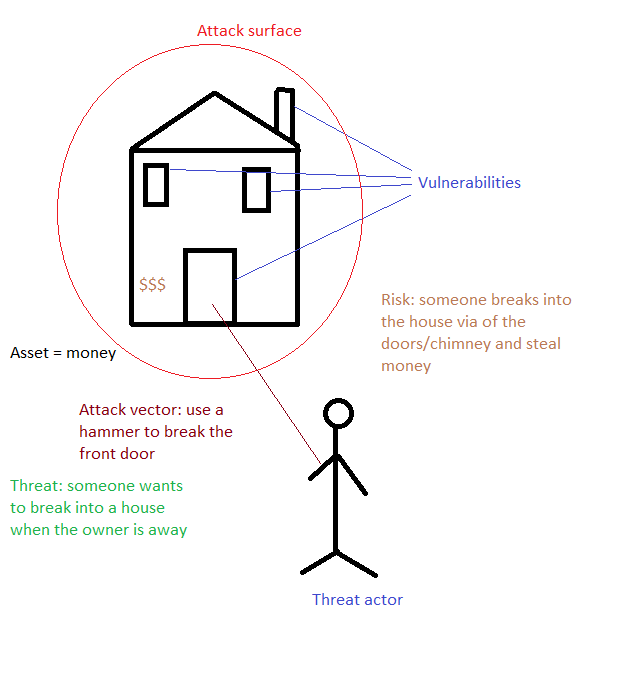 Attack surface
Vulnerabilities
$$$
Risk: someone breaks into
the house via of the
doors/chimney and steal
money
Asset = money
Attack vector: use a
hammer to break the
front door
Threat: someone wants
to break into a house
when the owner is away
Threat actor